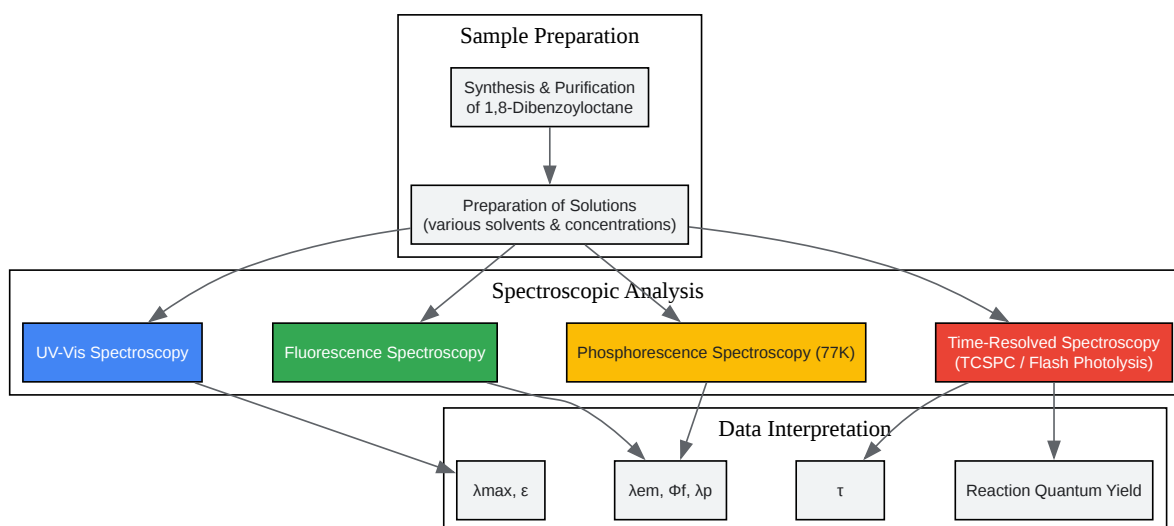 Sample Preparation
Synthesis & Purification
of 1,8-Dibenzoyloctane
Preparation of Solutions
(various solvents & concentrations)
Spectroscopic Analysis
UV-Vis Spectroscopy
Fluorescence Spectroscopy
Phosphorescence Spectroscopy (77K)
Time-Resolved Spectroscopy
(TCSPC / Flash Photolysis)
Data Interpretation
λmax, ε
λem, Φf, λp
τ
Reaction Quantum Yield